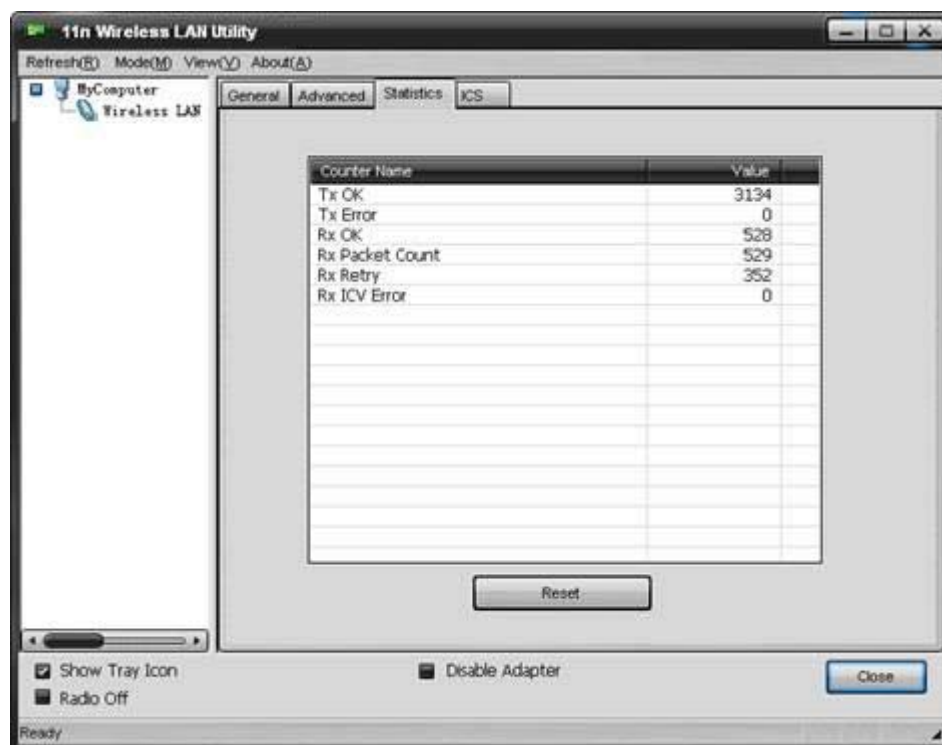 11n Wireless LAN Utility
Refresh(R) Mode(M) View(V) About(A)
MyComputer
Wireless LAN
General Advanced Statistics ICS
Counter Name Value
Tx OK 3134
Tx Error 0
Rx OK 528
Rx Packet Count 529
Rx Retry 352
Rx ICV Error 0
Reset
Show Tray Icon Disable Adapter
Radio Off
Close
Ready